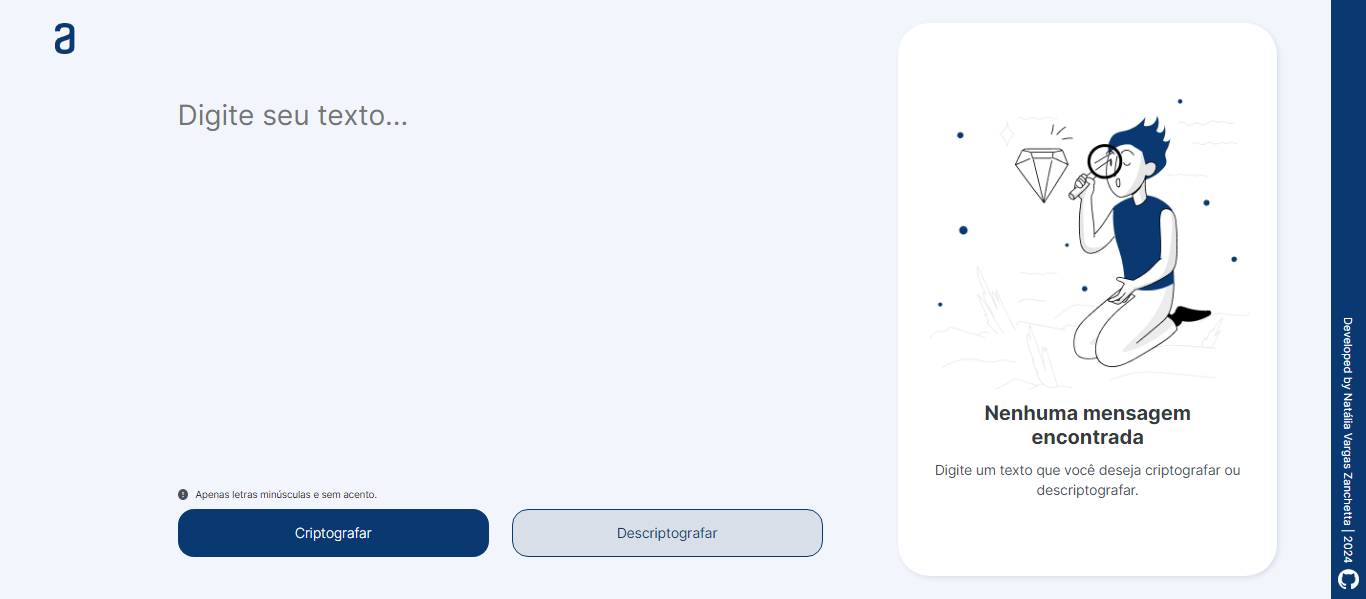 a
Digite seu texto...
Apenas letras minúsculas e sem acento.
Criptografar
Descriptografar
Nenhuma mensagem
encontrada
Digite um texto que você deseja criptografar ou
descriptografar.
Developed by Natália Vargas Zanchetta | 2024